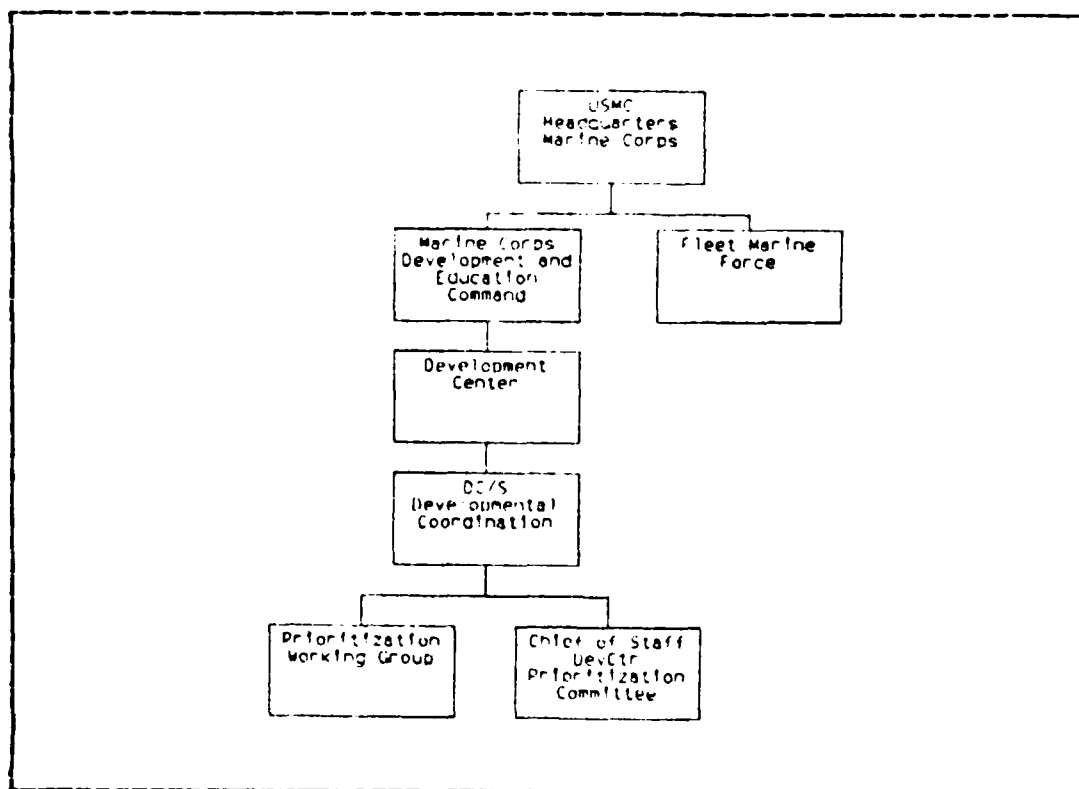 USMC
Headquarters
Marine Corps
Marine Corps
Development and
Education
Command
Fleet Marine
Force
Development
Center
DC/S
Developmental
Coordination
Prioritization
Working Group
Chief of Staff
DevCtr
Prioritization
Committee